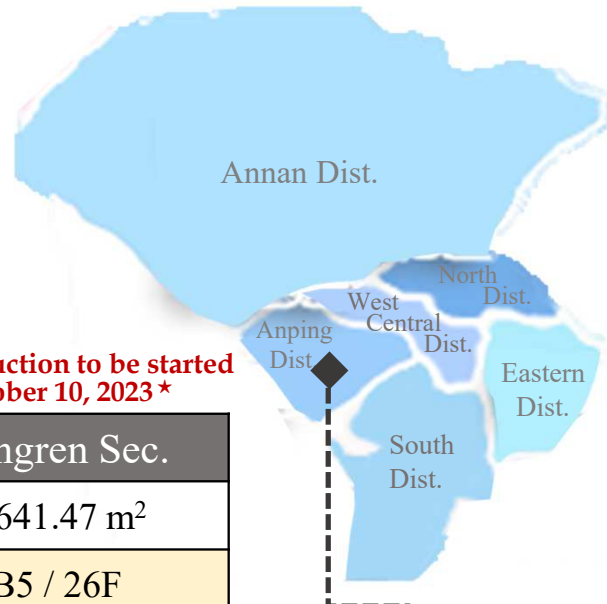 Annan Dist.
North
Dist.
West
Central
Dist.
Anping
Dist
Eastern
Dist.
South
Dist.
uction to be started
ober 10, 2023★
ngren Sec.
641.47 m²
B5 / 26F